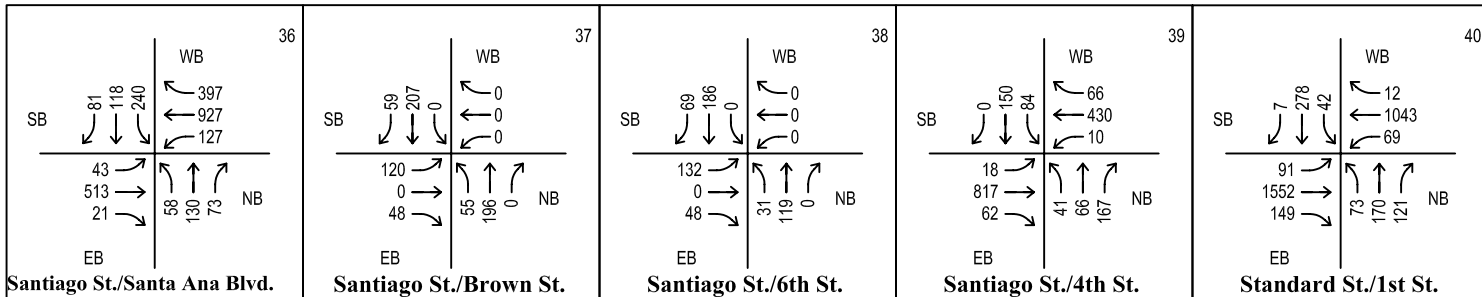 36
WB
81 118 240
397
927
127
SB
43
513
21
58 130 73
NB
EB
Santiago St./Santa Ana Blvd.
37
WB
59 207 0
0
0
0
SB
120
0
48
55 196 0
NB
EB
Santiago St./Brown St.
38
WB
69 186 0
0
0
0
SB
132
0
48
31 119 0
NB
EB
Santiago St./6th St.
39
WB
0 150 84
66
430
10
SB
18
817
62
41 66 167
NB
EB
Santiago St./4th St.
40
WB
7 278 42
12
1043
69
SB
91
1552
149
73 170 121
NB
EB
Standard St./1st St.